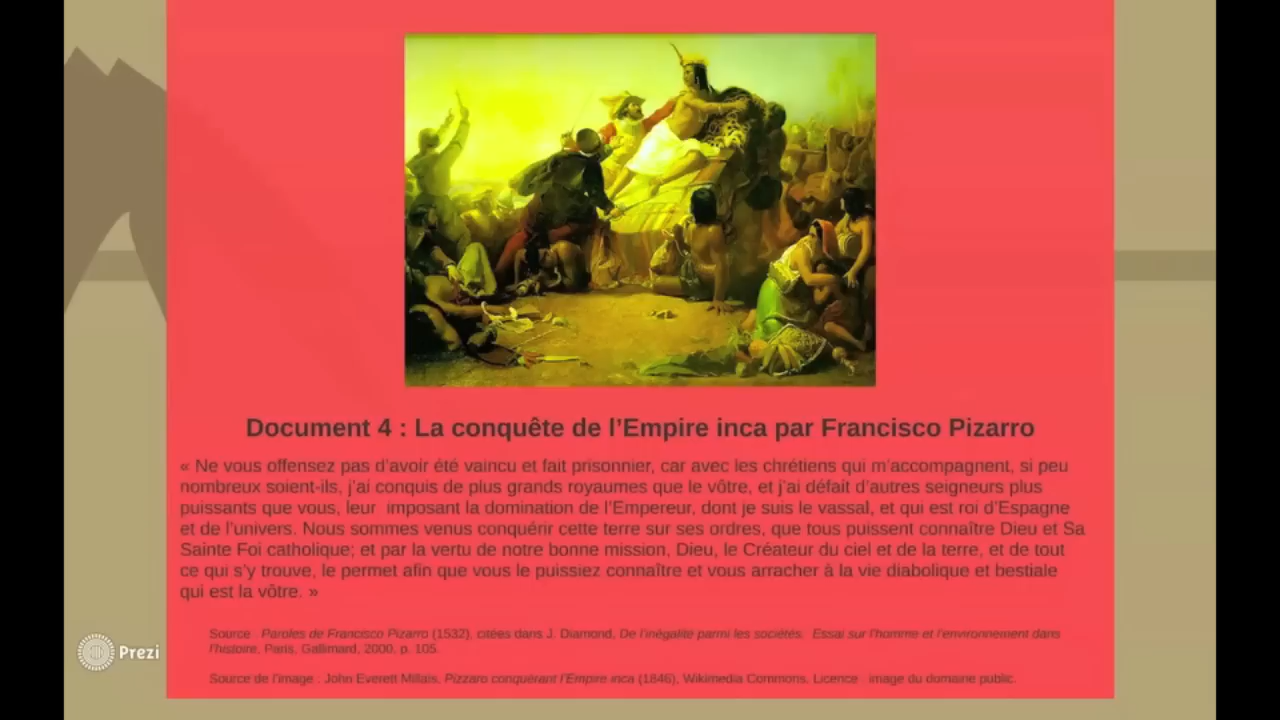 Document 4 : La conquête de l'Empire inca par Francisco Pizarro
« Ne vous offensez pas d'avoir été vaincu et fait prisonnier, car avec les chrétiens qui m'accompagnent, si peu
nombreux soient-ils, j'ai conquis de plus grands royaumes que le vôtre, et j'ai défait d'autres seigneurs plus
puissants que vous, leur imposant la domination de l'Empereur, dont je suis le vassal, et qui est roi d'Espagne
et de l'univers. Nous sommes venus conquérir cette terre sur ses ordres, que tous puissent connaître Dieu et Sa
Sainte Foi catholique; et par la vertu de notre bonne mission, Dieu, le Créateur du ciel et de la terre, et de tout
ce qui s'y trouve, le permet afin que vous le puissiez connaître et vous arracher à la vie diabolique et bestiale
qui est la vôtre. »
Source : Paroles de Francisco Pizarro (1532), citées dans J. Diamond, De l'inégalité parmi les sociétés. Essai sur l'homme et l'environnement dans
l'histoire, Paris, Gallimard, 2000, p. 105.
Source de l'image : John Everett Millais, Pizzaro conquérant l'Empire inca (1846), Wikimedia Commons. Licence : image du domaine public.
Prezi